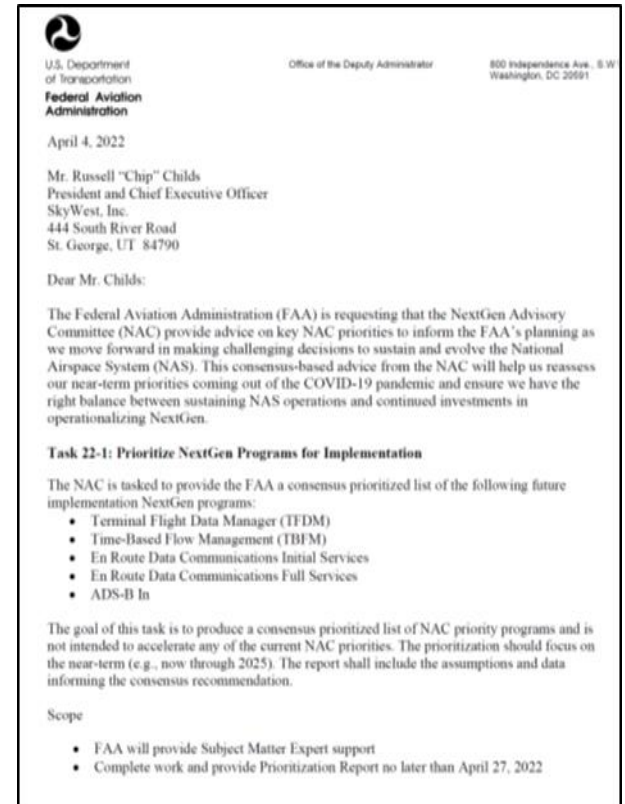 U.S. Department
of Transportation
Federal Aviation
Administration
Office of the Deputy Administrator
800 Independence Ave., S.W.
Washington, DC 20591
April 4, 2022
Mr. Russell “Chip” Childs
President and Chief Executive Officer
SkyWest, Inc.
444 South River Road
St. George, UT 84790
Dear Mr. Childs:
The Federal Aviation Administration (FAA) is requesting that the NextGen Advisory
Committee (NAC) provide advice on key NAC priorities to inform the FAA’s planning as
we move forward in making challenging decisions to sustain and evolve the National
Airspace System (NAS). This consensus-based advice from the NAC will help us reassess
our near-term priorities coming out of the COVID-19 pandemic and ensure we have the
right balance between sustaining NAS operations and continued investments in
operationalizing NextGen.
Task 22-1: Prioritize NextGen Programs for Implementation
The NAC is tasked to provide the FAA a consensus prioritized list of the following future
implementation NextGen programs:
• Terminal Flight Data Manager (TFDM)
• Time-Based Flow Management (TBFM)
• En Route Data Communications Initial Services
• En Route Data Communications Full Services
• ADS-B In
The goal of this task is to produce a consensus prioritized list of NAC priority programs and is
not intended to accelerate any of the current NAC priorities. The prioritization should focus on
the near-term (e.g., now through 2025). The report shall include the assumptions and data
informing the consensus recommendation.
Scope
• FAA will provide Subject Matter Expert support
• Complete work and provide Prioritization Report no later than April 27, 2022